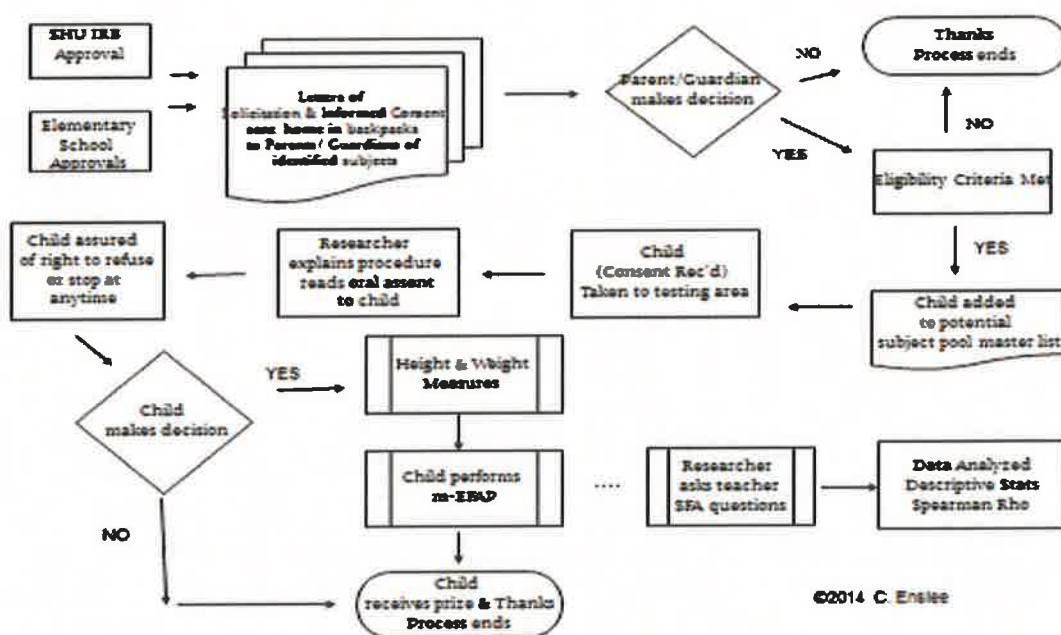 SHU IRB
Approval
Elementary
School
Approvals
Letters of
Solicitation & Informed Consent
sent home in backpacks
to Parents/ Guardians of
identified subjects
Parent/Guardian
makes decision
NO
Thanks
Process ends
NO
YES
Eligibility Criteria Met
YES
Child added
to potential
subject pool master list
Child
(Consent Rec'd)
Taken to testing area
Researcher
explains procedure
reads oral assent
to child
Child assured
of right to refuse
or stop at
anytime
Child
makes decision
YES
Height & Weight
Measures
Child performs
m-EFAP
....
Researcher
asks teacher
SFA questions
Data Analyzed
Descriptive Stats
Spearman Rho
NO
Child
receives prize & Thanks
Process ends
©2014 C. Enslee